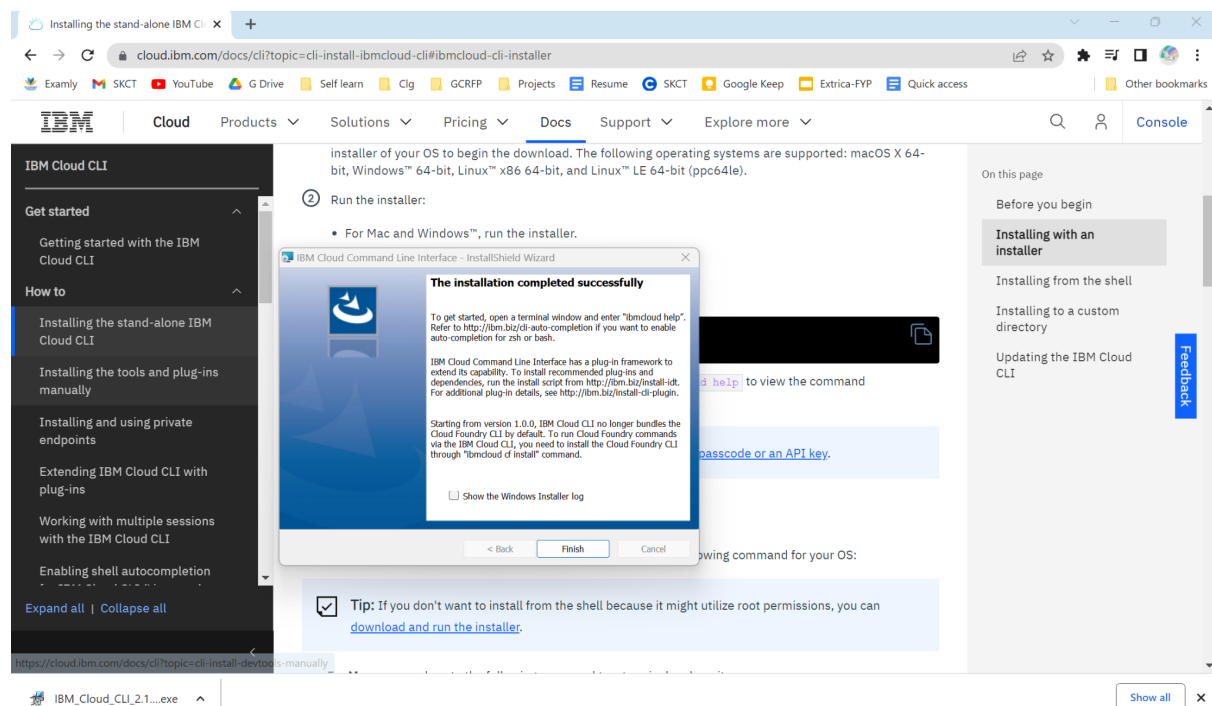 Installing the stand-alone IBM Cl
cloud.ibm.com/docs/cli?topic=cli-install-ibmcloud-cli#ibmcloud-cli-installer
Examly SKCT YouTube G Drive Self learn Clg GCRFP Projects Resume SKCT Google Keep Extrica-FYP Quick access Other bookmarks
IBM Cloud Products Solutions Pricing Docs Support Explore more Console
IBM Cloud CLI
Get started
Getting started with the IBM
Cloud CLI
How to
Installing the stand-alone IBM
Cloud CLI
Installing the tools and plug-ins
manually
Installing and using private
endpoints
Extending IBM Cloud CLI with
plug-ins
Working with multiple sessions
with the IBM Cloud CLI
Enabling shell autocompletion
Expand all | Collapse all
https://cloud.ibm.com/docs/cli?topic=cli-install-devtools-manually
installer of your OS to begin the download. The following operating systems are supported: macOS X 64-
bit, Windows™ 64-bit, Linux™ x86 64-bit, and Linux™ LE 64-bit (ppc64le).
2 Run the installer:
• For Mac and Windows™, run the installer.
IBM Cloud Command Line Interface - InstallShield Wizard
The installation completed successfully
To get started, open a terminal window and enter "ibmcloud help".
Refer to http://ibm.biz/cli-auto-completion if you want to enable
auto-completion for zsh or bash.
IBM Cloud Command Line Interface has a plug-in framework to
extend its capability. To install recommended plug-ins and
dependencies, run the install script from http://ibm.biz/install-idt.
For additional plug-in details, see http://ibm.biz/install-cli-plugin.
Starting from version 1.0.0, IBM Cloud CLI no longer bundles the
Cloud Foundry CLI by default. To run Cloud Foundry commands
via the IBM Cloud CLI, you need to install the Cloud Foundry CLI
through "ibmcloud cf install" command.
Show the Windows Installer log
< Back Finish Cancel
d help to view the command
passcode or an API key.
owing command for your OS:
Tip: If you don't want to install from the shell because it might utilize root permissions, you can
download and run the installer.
On this page
Before you begin
Installing with an
installer
Installing from the shell
Installing to a custom
directory
Updating the IBM Cloud
CLI
Feedback
IBM_Cloud_CLI_2.1....exe
Show all